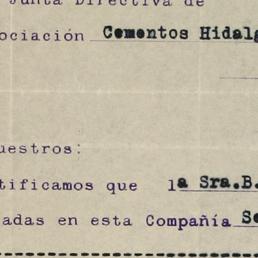 Junta Directiva de
ociación Cementos Hidalg
uestros:
tificamos que la Sra.B.
adas en esta Compañía Se